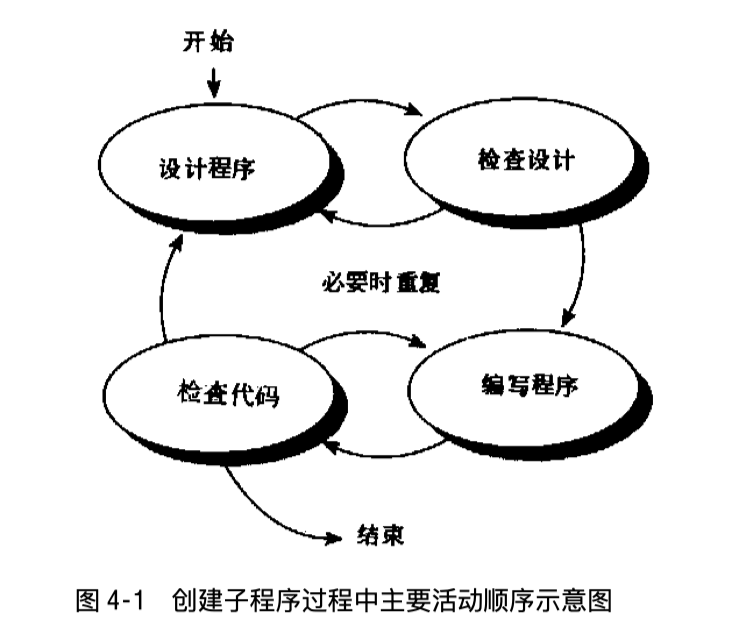 开始
设计程序
检查设计
必要时重复
检查代码
编写程序
结束
图 4-1 创建子程序过程中主要活动顺序示意图